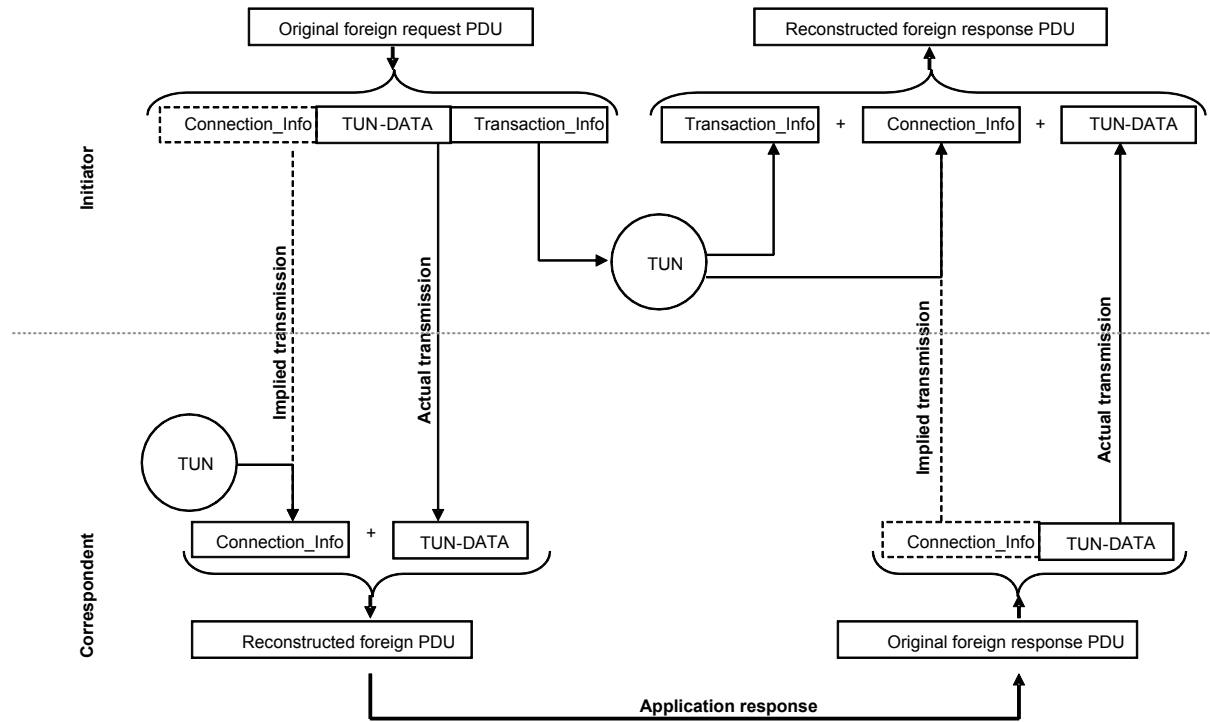 Original foreign request PDU
Reconstructed foreign response PDU
Connection_Info
TUN-DATA
Transaction_Info
Transaction_Info
+
Connection_Info
+
TUN-DATA
Initiator
TUN
Implied transmission
Actual transmission
Implied transmission
Actual transmission
TUN
Correspondent
Connection_Info
+
TUN-DATA
Connection_Info
TUN-DATA
Reconstructed foreign PDU
Original foreign response PDU
Application response